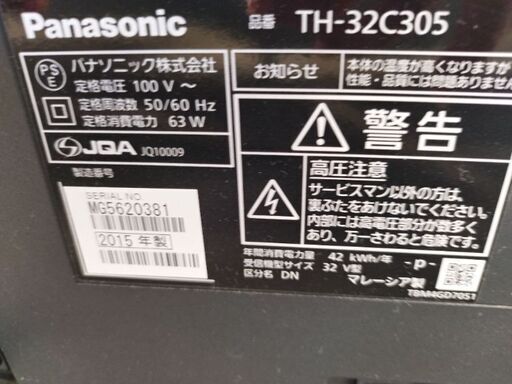 Panasonic
品番 TH-32C305
PSE
パナソニック株式会社
定格電圧 100 V ～
定格周波数 50/60 Hz
定格消費電力 63 W
お知らせ
本体の温度が高くなりますが
性能・品質には問題ありません
JQA JQ10009
警告
製造番号
SERIAL NO.
MG5620381
2015 年製
高圧注意
サービスマン以外の方は、
裏ぶたをあけないでください。
内部には高電圧部分が数多く
あり、万一さわると危険です。
年間消費電力量 42 kWh/年
受信機型サイズ 32 V型
区分名 DN
-P-
マレーシア製
TBM4GD7051